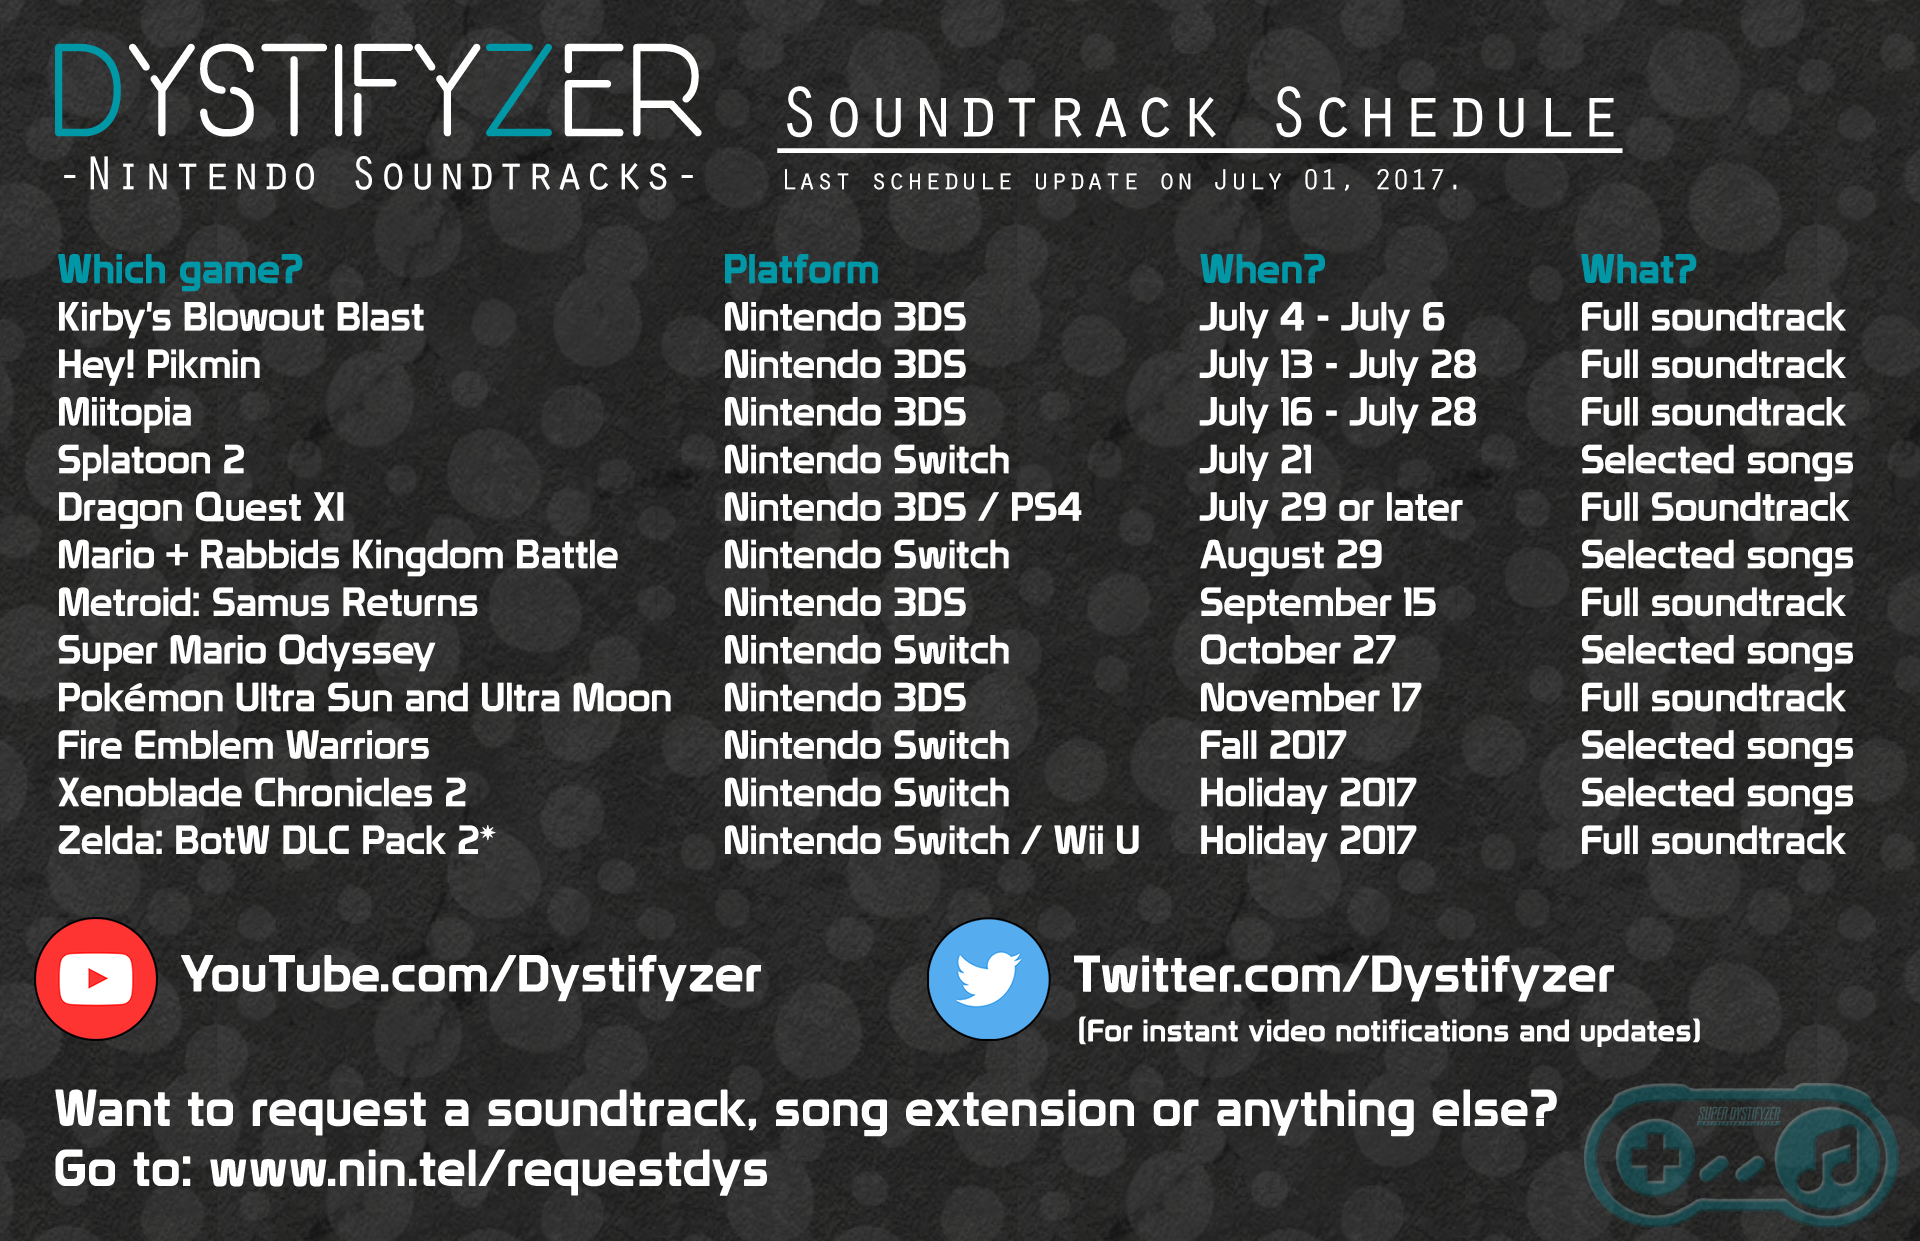 DYSTIFYZER
-Nintendo Soundtracks-
Soundtrack Schedule
Last schedule update on July 01, 2017.
Which game? Platform When? What?
Kirby's Blowout Blast Nintendo 3DS July 4 - July 6 Full soundtrack
Hey! Pikmin Nintendo 3DS July 13 - July 28 Full soundtrack
Miitopia Nintendo 3DS July 16 - July 28 Full soundtrack
Splatoon 2 Nintendo Switch July 21 Selected songs
Dragon Quest XI Nintendo 3DS / PS4 July 29 or later Full Soundtrack
Mario + Rabbids Kingdom Battle Nintendo Switch August 29 Selected songs
Metroid: Samus Returns Nintendo 3DS September 15 Full soundtrack
Super Mario Odyssey Nintendo Switch October 27 Selected songs
Pokémon Ultra Sun and Ultra Moon Nintendo 3DS November 17 Full soundtrack
Fire Emblem Warriors Nintendo Switch Fall 2017 Selected songs
Xenoblade Chronicles 2 Nintendo Switch Holiday 2017 Selected songs
Zelda: BotW DLC Pack 2* Nintendo Switch / Wii U Holiday 2017 Full soundtrack
YouTube.com/Dystifyzer
Twitter.com/Dystifyzer
(For instant video notifications and updates)
Want to request a soundtrack, song extension or anything else?
Go to: www.nin.tel/requestdys
SUPER DYSTIFYZER